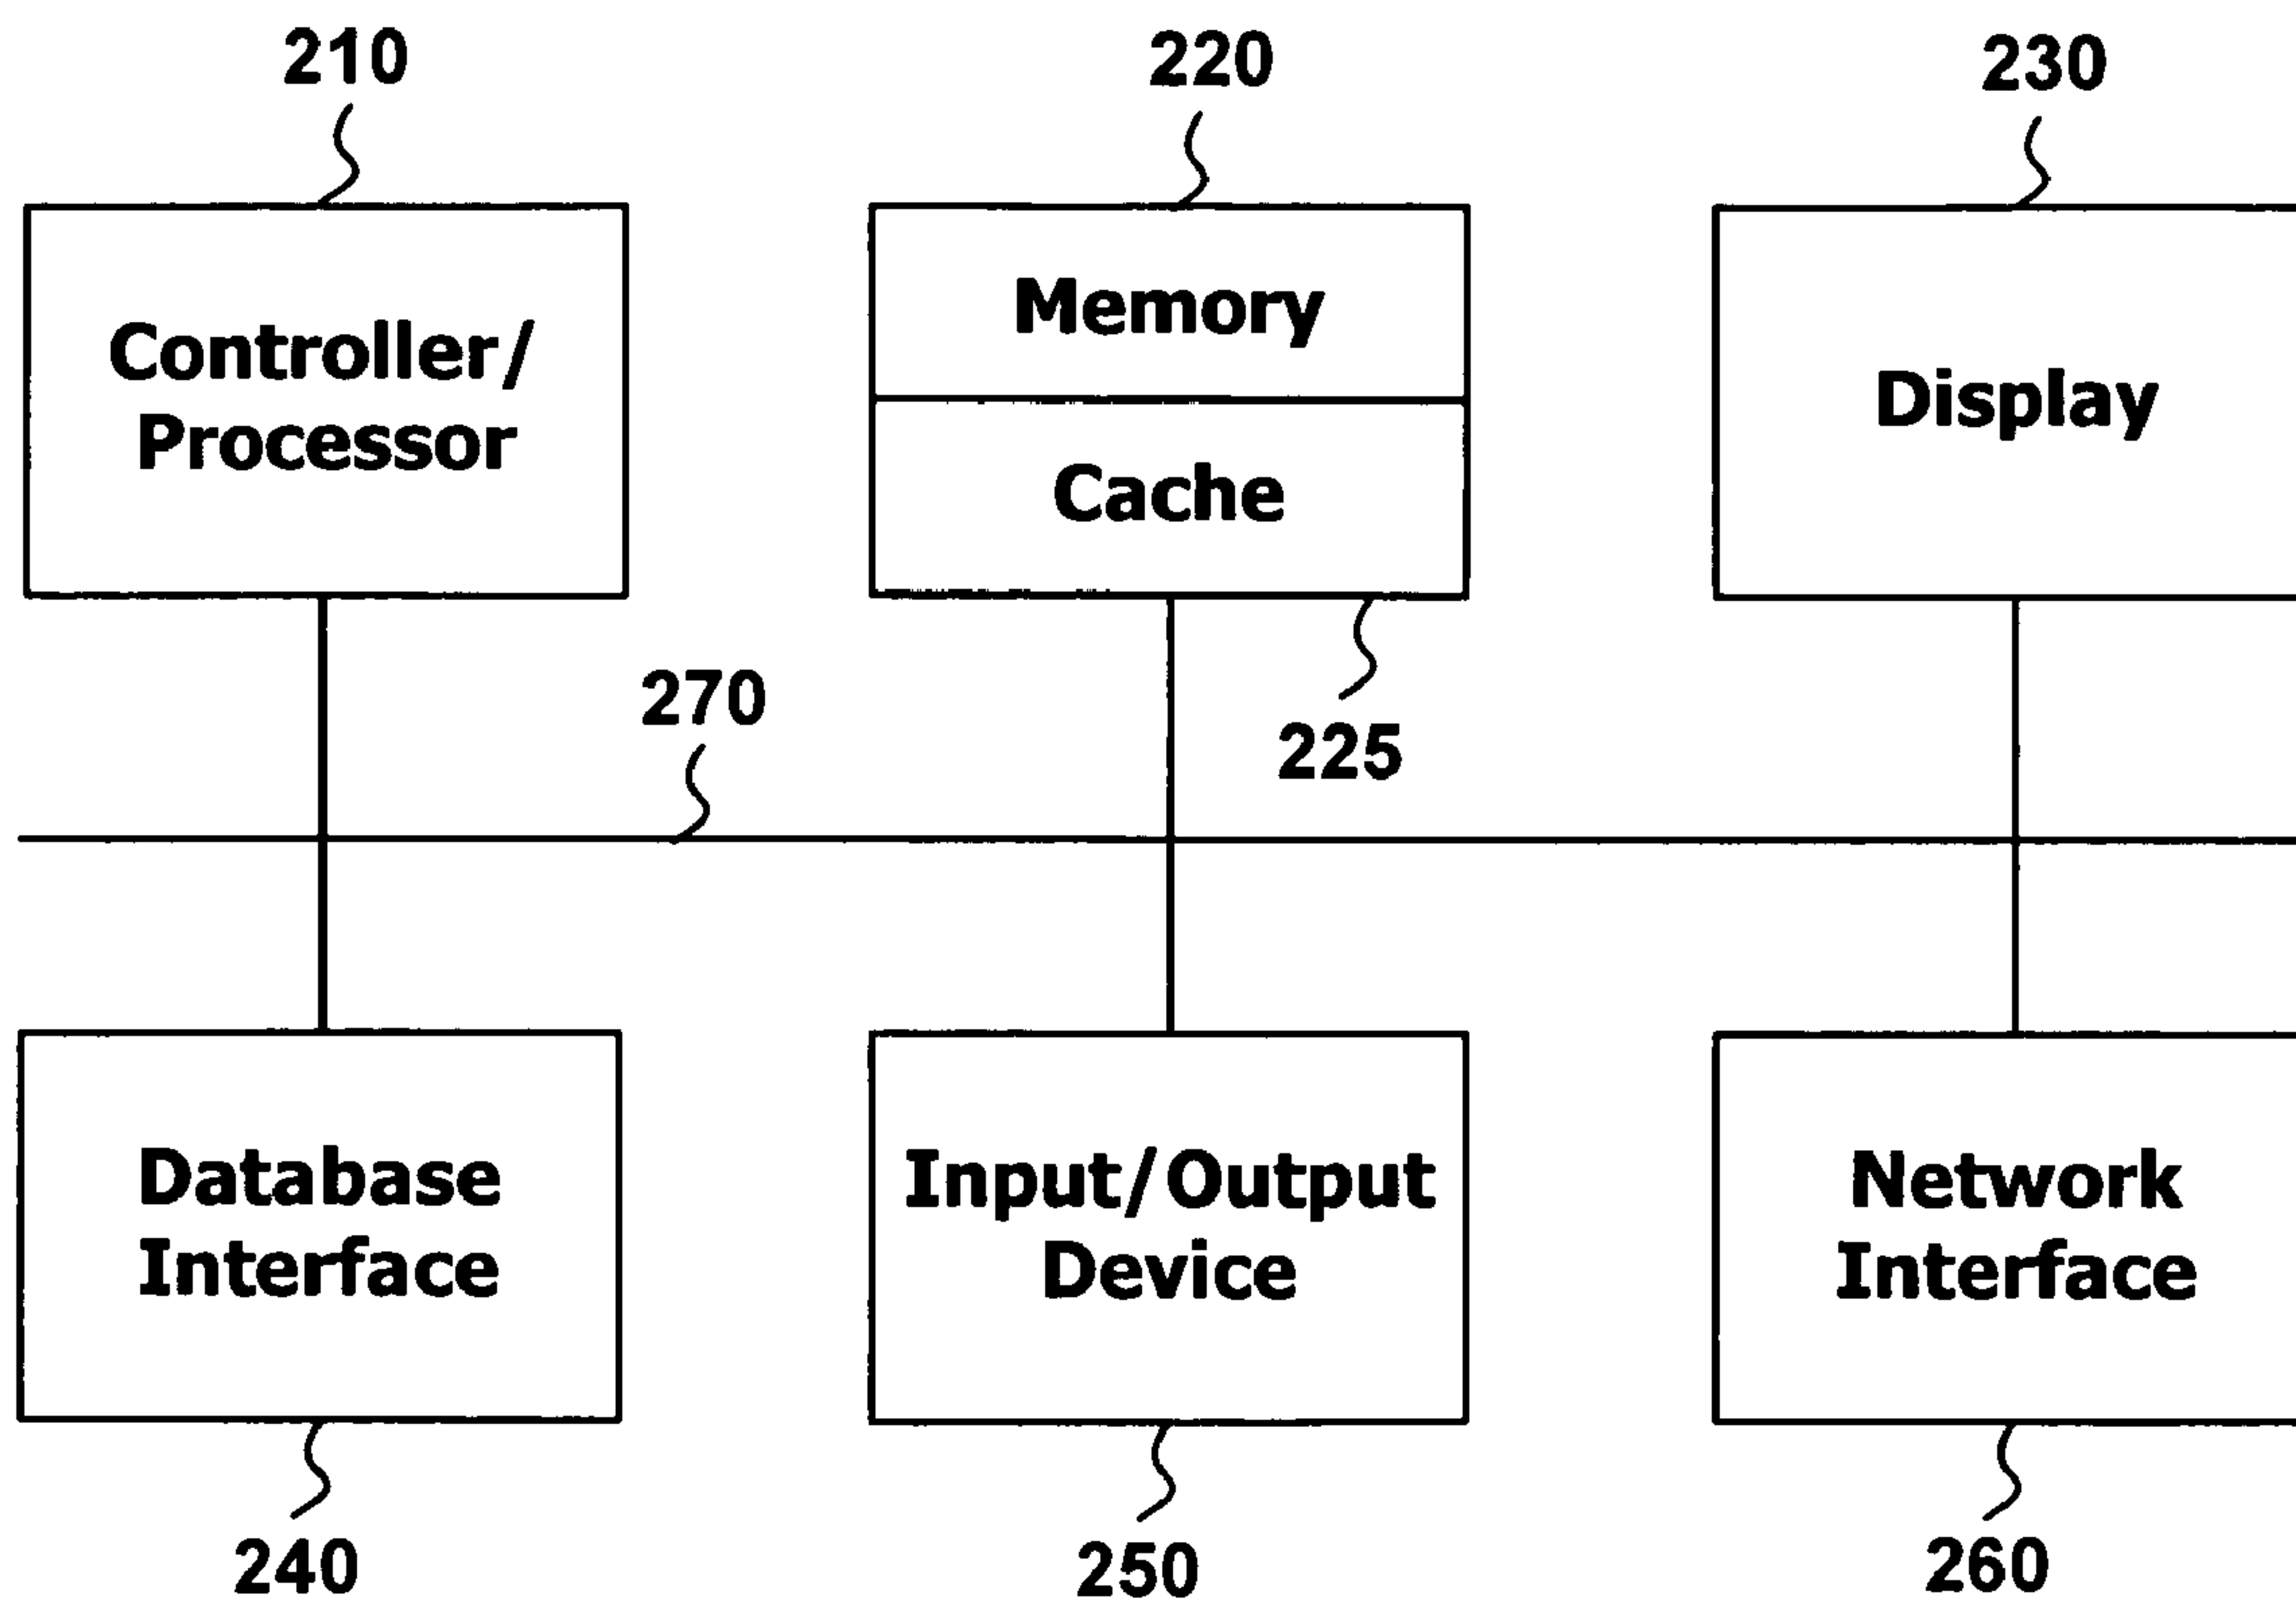 210
220
230
Controller/
Processor
Memory
Cache
Display
270
225
Database
Interface
Input/Output
Device
Network
Interface
240
250
260